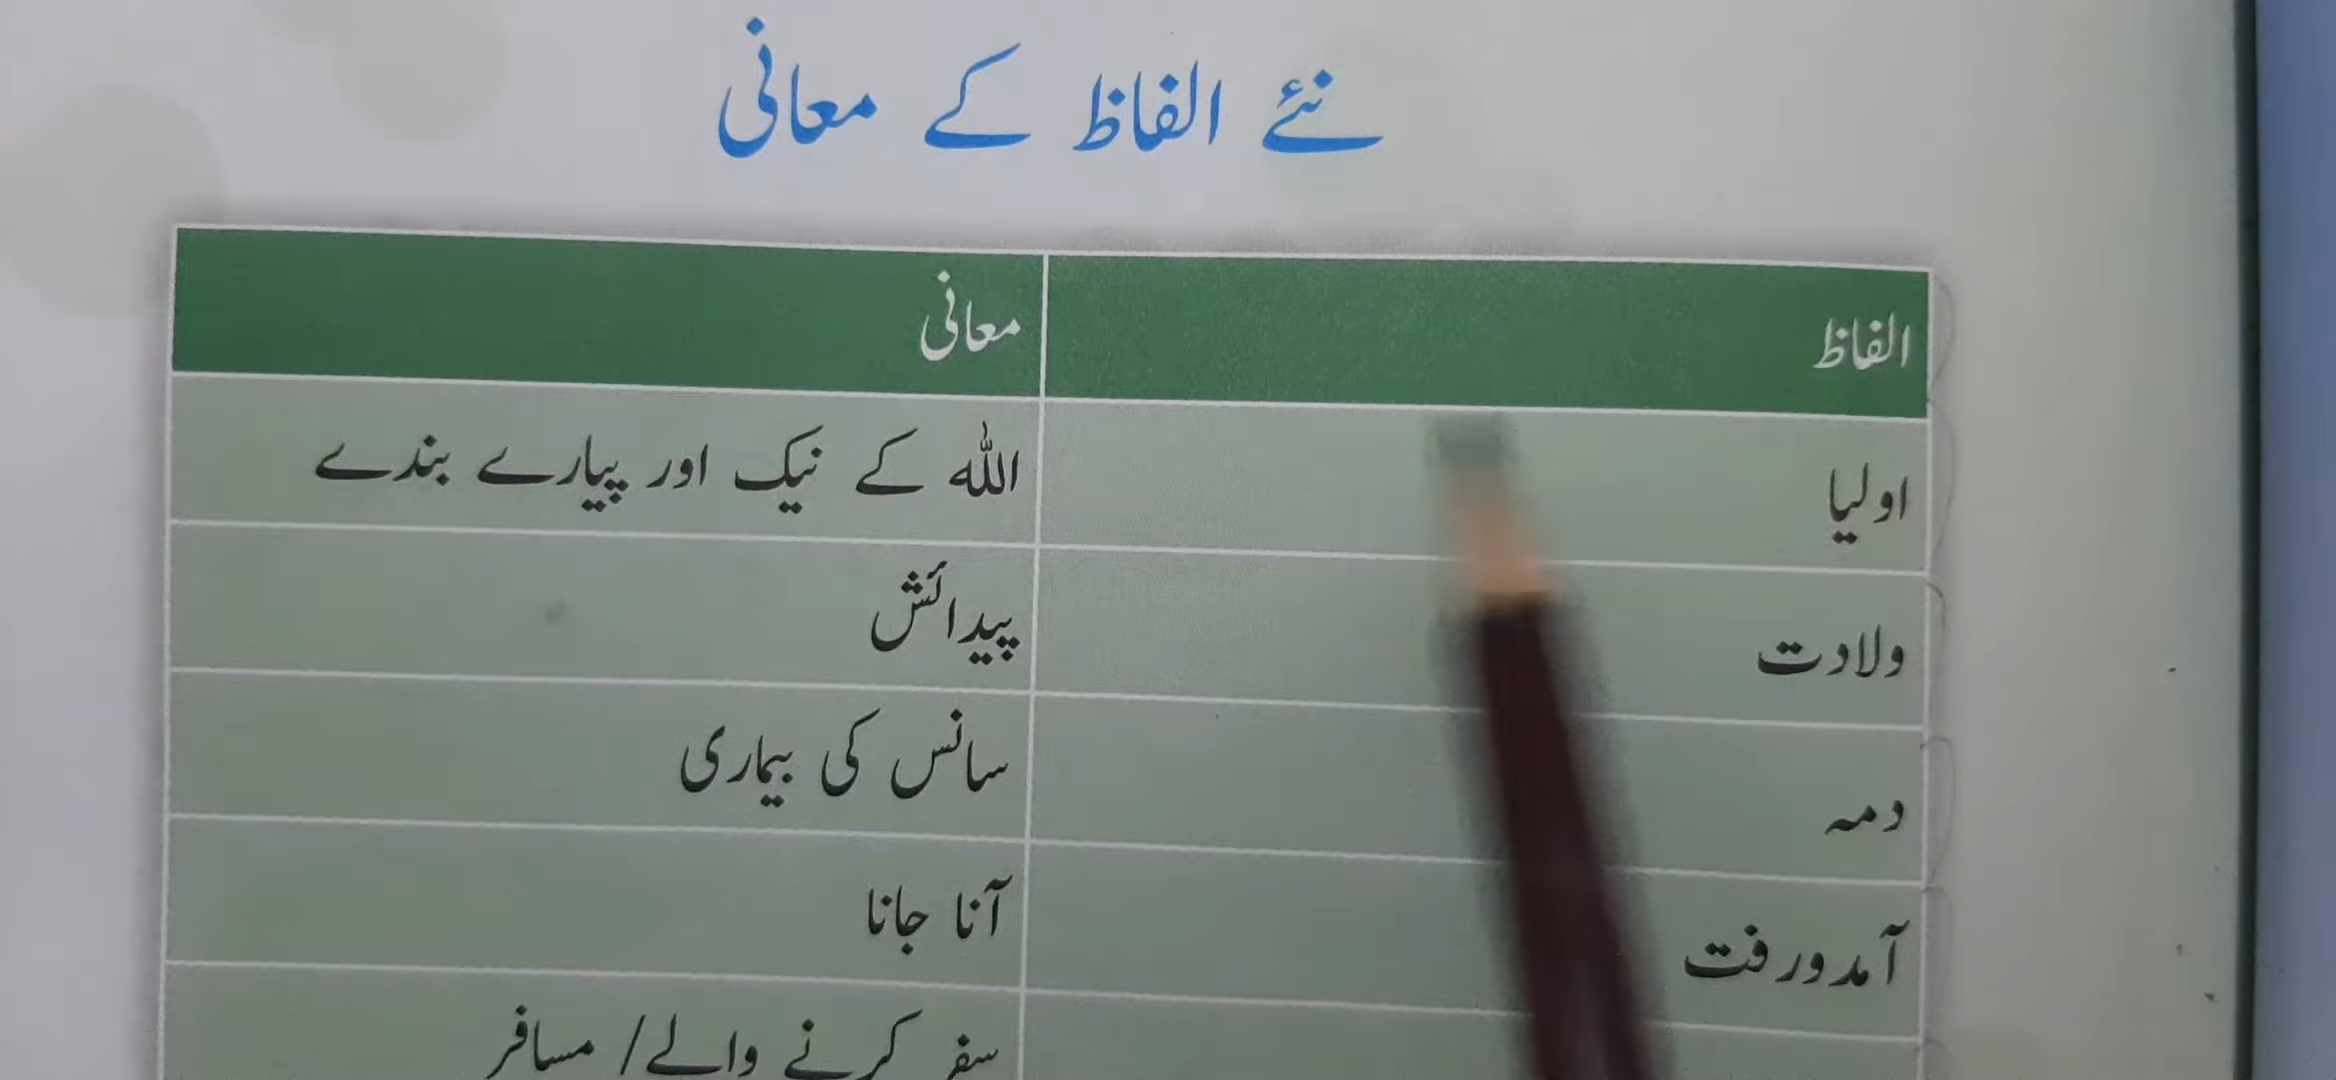 نئے الفاظ کے معانی
الفاظ معانی
اولیا اللہ کے نیک اور پیارے بندے
ولادت پیدائش
دمہ سانس کی بیماری
آمدورفت آنا جانا
سفر کرنے والے/ مسافر